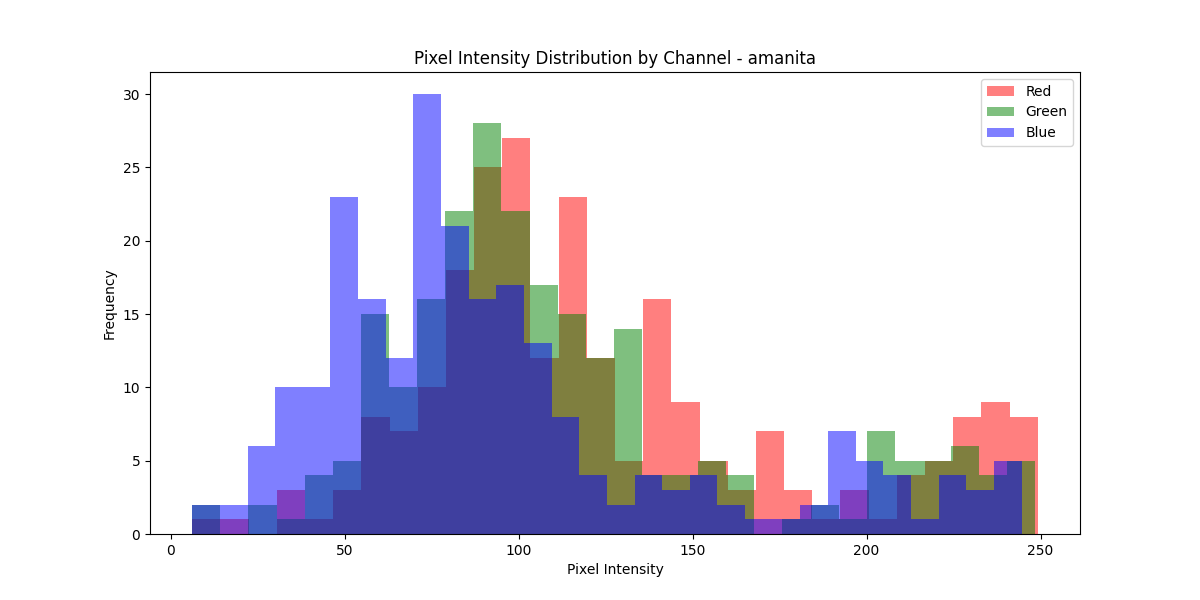 Pixel Intensity Distribution by Channel - amanita
Red
Green
Blue
Frequency
30
25
20
15
10
5
0
0 50 100 150 200 250
Pixel Intensity